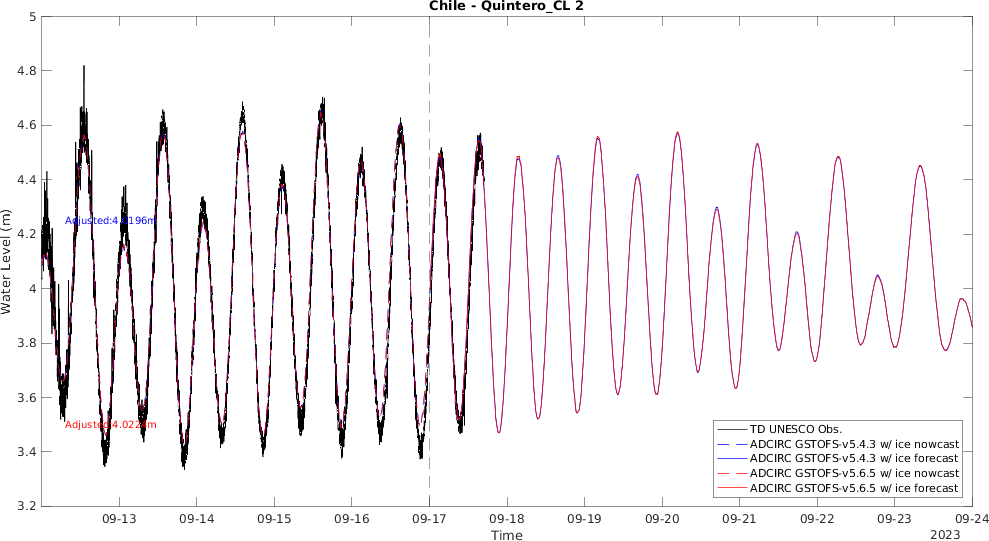 Chile - Quintero_CL 2
5
4.8
4.6
4.4
4.2
4
3.8
3.6
3.4
3.2
Water Level (m)
09-13
09-14
09-15
09-16
09-17
09-18
09-19
09-20
09-21
09-22
09-23
09-24
Time
2023
TD UNESCO Obs.
ADCIRC GSTOFS-v5.4.3 w/ ice nowcast
ADCIRC GSTOFS-v5.4.3 w/ ice forecast
ADCIRC GSTOFS-v5.6.5 w/ ice nowcast
ADCIRC GSTOFS-v5.6.5 w/ ice forecast